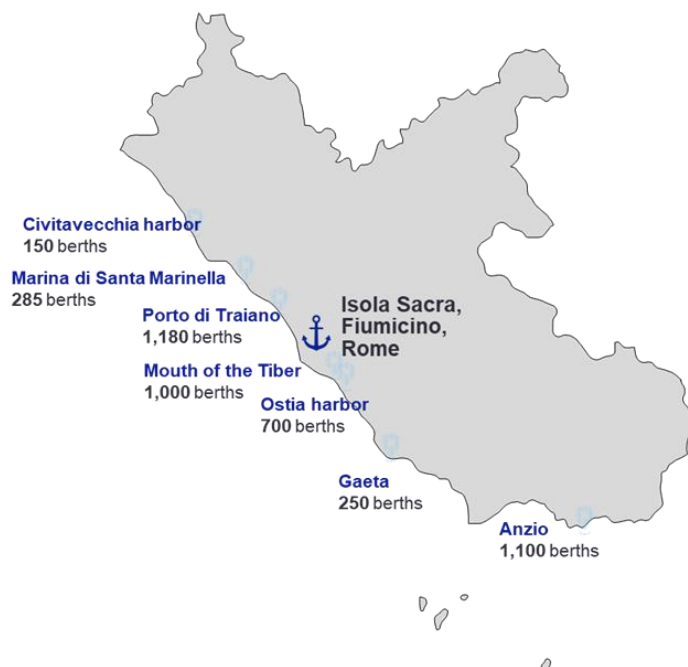 Civitavecchia harbor
150 berths
Marina di Santa Marinella
285 berths
Porto di Traiano
1,180 berths
Isola Sacra,
Fiumicino,
Rome
Mouth of the Tiber
1,000 berths
Ostia harbor
700 berths
Gaeta
250 berths
Anzio
1,100 berths